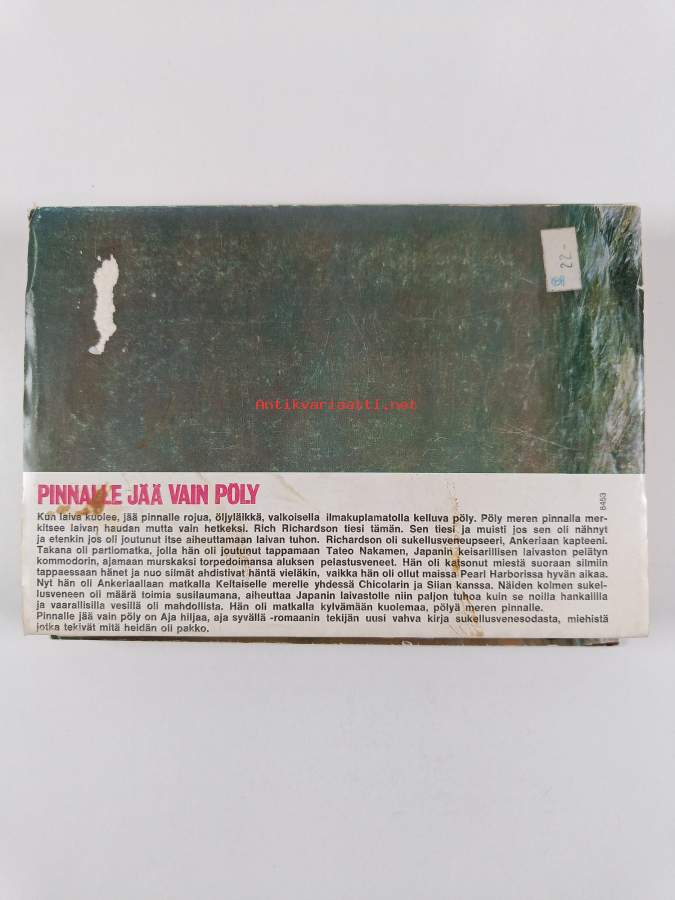 22-
Antikvariaatti.net
PINNALLE JÄÄ VAIN PÖLY
8453
Kun laiva kuolee, jää pinnalle rojua, öljyläikkä, valkoisella ilmakuplamatolla kelluva pöly. Pöly meren pinnalla mer-
kitsee laivan haudan mutta vain hetkeksi. Rich Richardson tiesi tämän. Sen tiesi ja muisti jos sen oli nähnyt
ja etenkin jos oli joutunut itse aiheuttamaan laivan tuhon. Richardson oli sukellusveneupseeri, Ankeriaan kapteeni.
Takana oli partiomatka, jolla hän oli joutunut tappamaan Tateo Nakamen, Japanin keisarillisen laivaston pelätyn
kommodorin, ajamaan murskaksi torpedoimansa aluksen pelastusveneet. Hän oli katsonut miestä suoraan silmiin
tappaessaan hänet ja nuo silmät ahdistivat häntä vieläkin, vaikka hän oli ollut maissa Pearl Harborissa hyvän aikaa.
Nyt hän oli Ankeriaallaan matkalla Keltaiselle merelle yhdessä Chicolarin ja Siian kanssa. Näiden kolmen sukel-
lusveneen oli määrä toimia susilaumana, aiheuttaa Japanin laivastolle niin paljon tuhoa kuin se noilla hankalilla
ja vaarallisilla vesillä oli mahdollista. Hän oli matkalla kylvämään kuolemaa, pölyä meren pinnalle.
Pinnalle jää vain pöly on Aja hiljaa, aja syvällä -romaanin tekijän uusi vahva kirja sukellusvenesodasta, miehistä
jotka tekivät mitä heidän oli pakko.